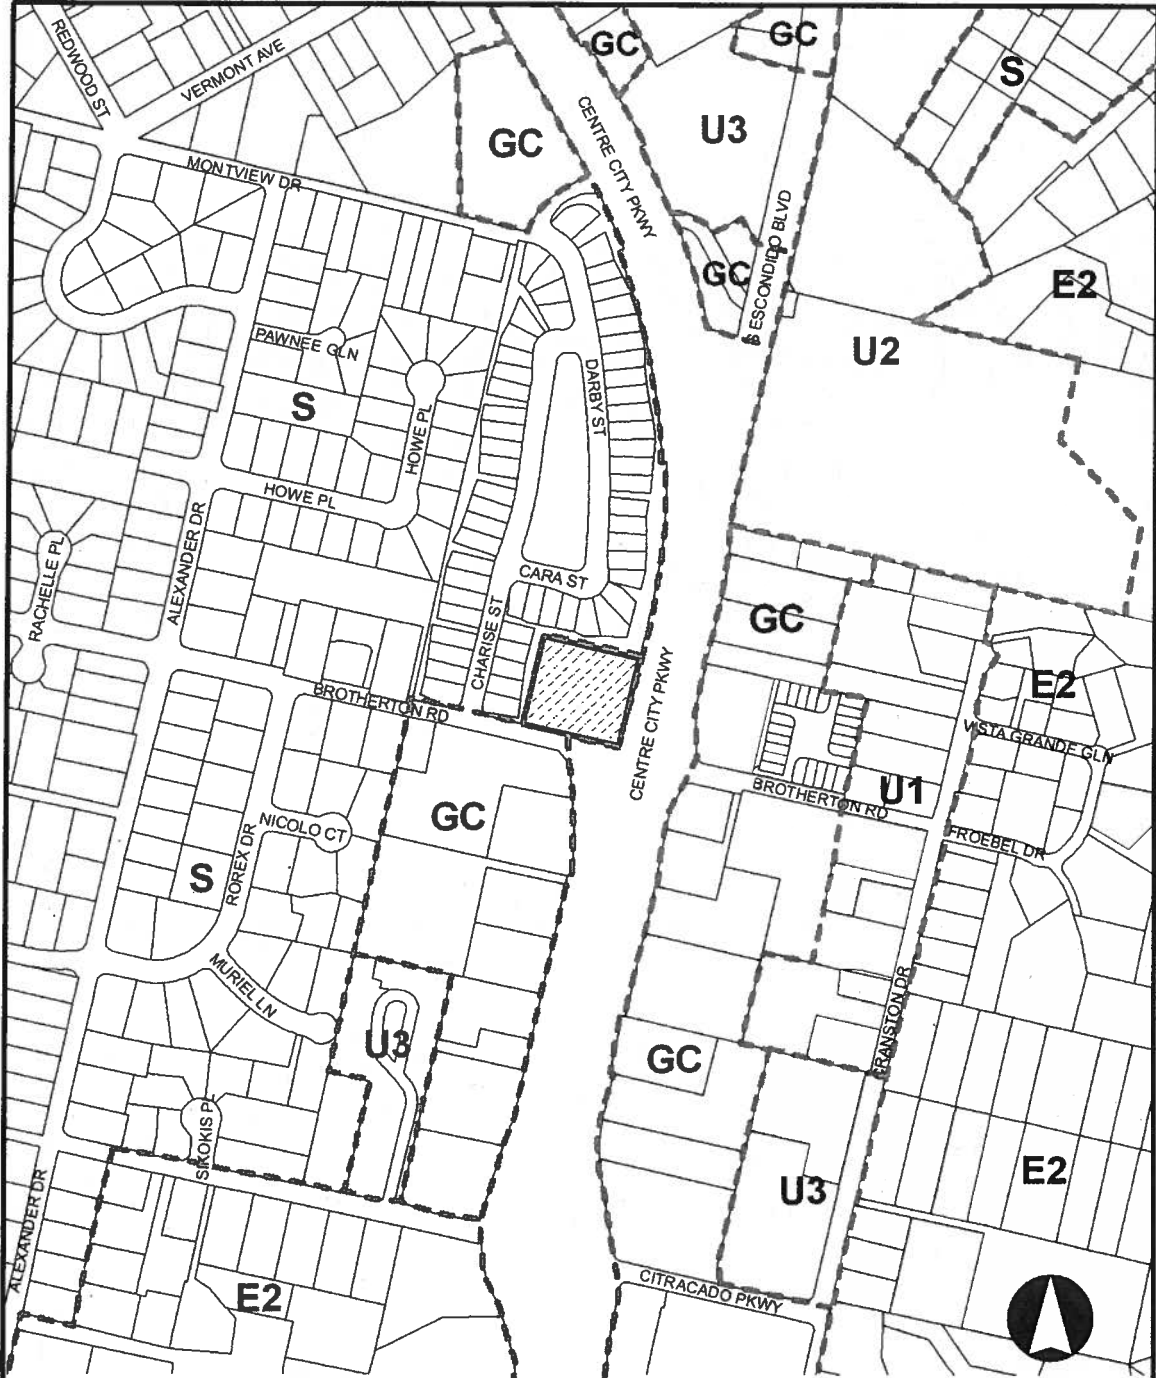 REDWOOD ST
VERMONT AVE
GC
GC
S
CENTRE CITY PKWY
U3
GC
MONTVIEW DR
S ESCONDIDO BLVD
GC
E2
PAWNEE GLN
U2
DARBY ST
S
HOWE PL
HOWE PL
ALEXANDER DR
RACHELLE PL
CARA ST
CHARISE ST
GC
E2
BROTHERTON RD
CENTRE CITY PKWY
VISTA GRANDE GLN
U1
BROTHERTON RD
GC
NICOLO CT
FROEBEL DR
ROREX DR
S
MURIEL LN
U3
GC
CRANSTON DR
SIKOKIS PL
E2
U3
ALEXANDER DR
E2
CITRACADO PKWY